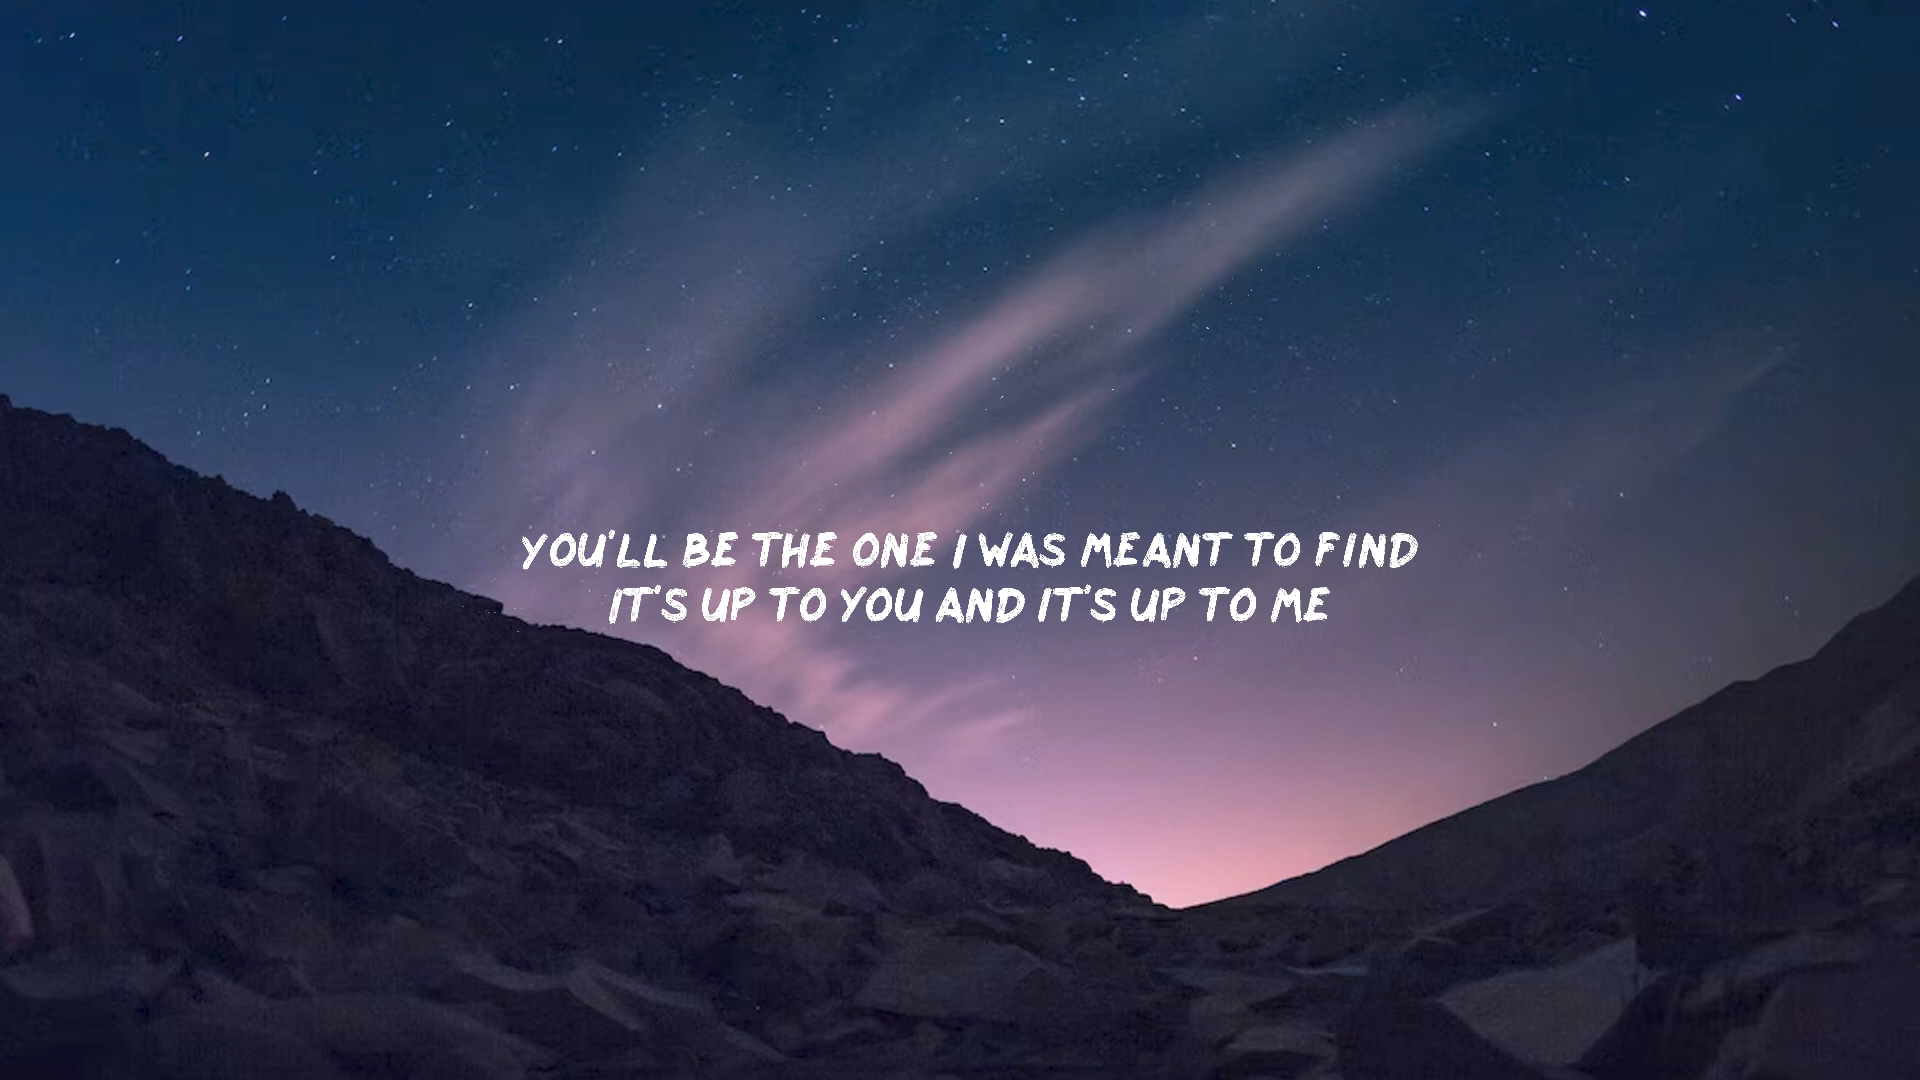 YOU'LL BE THE ONE I WAS MEANT TO FIND
IT'S UP TO YOU AND IT'S UP TO ME